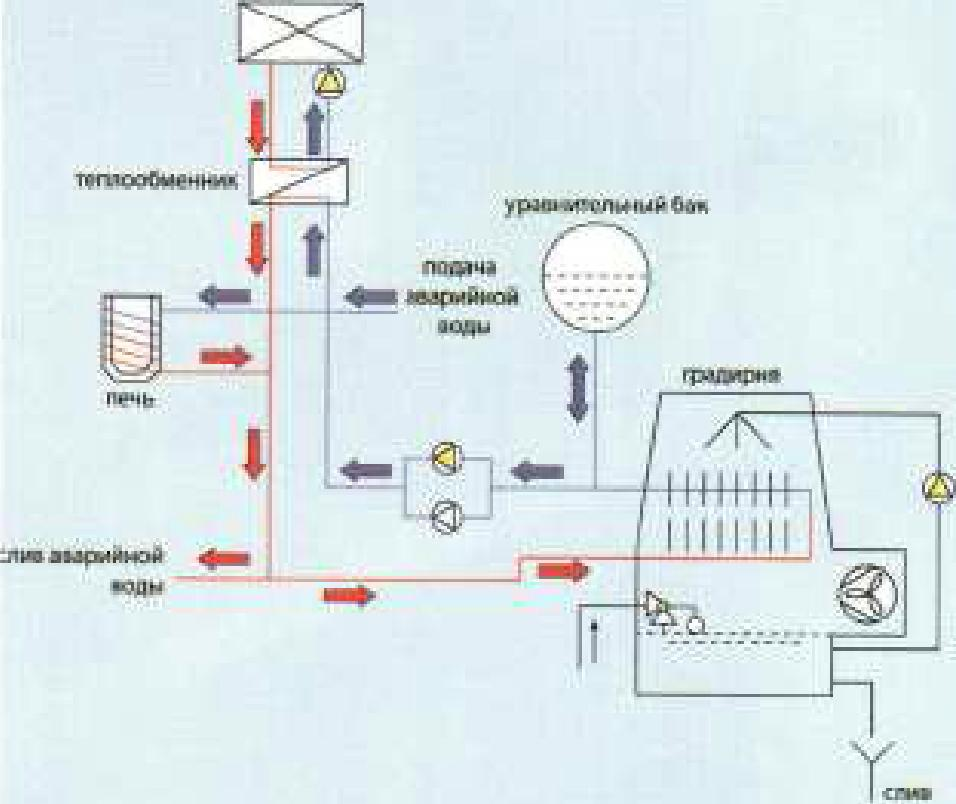 теплообменник
уравнительный бак
подача
аварийной
воды
градирня
печь
слив аварийной
воды
слив